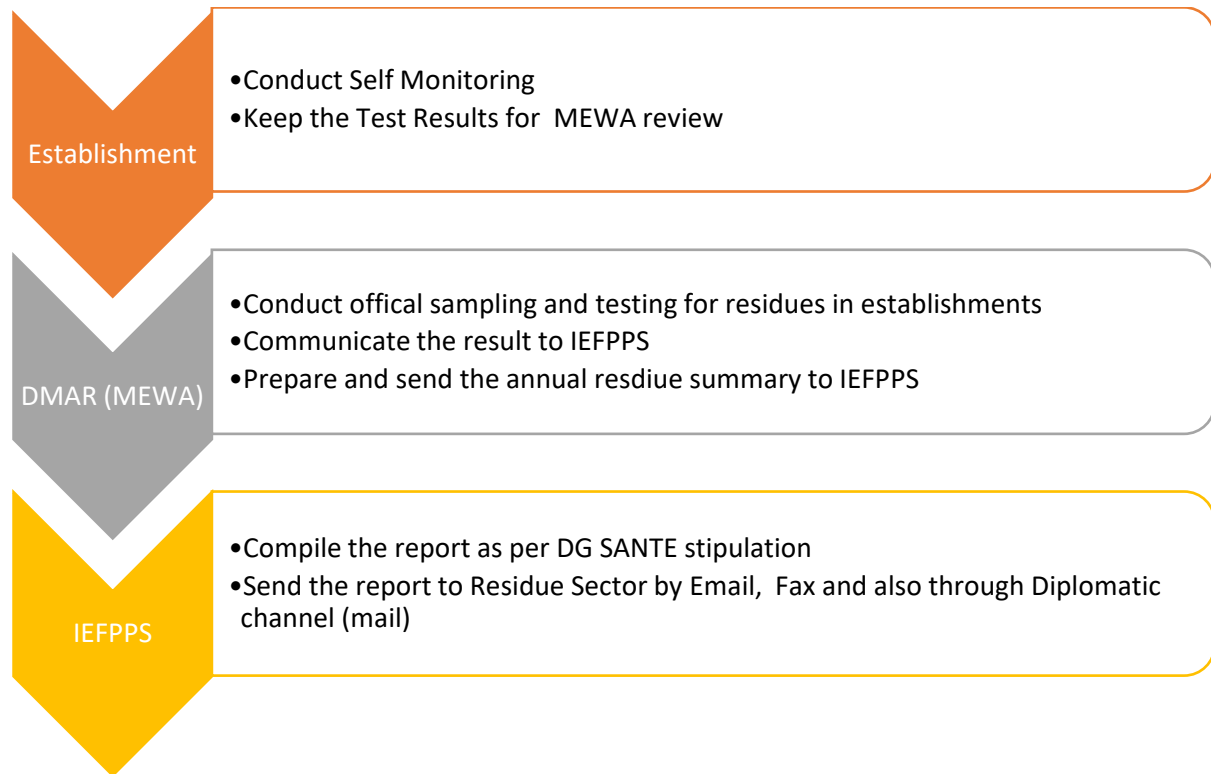 Establishment
•Conduct Self Monitoring
•Keep the Test Results for  MEWA review
DMAR (MEWA)
•Conduct offical sampling and testing for residues in establishments
•Communicate the result to IEFPPS
•Prepare and send the annual resdiue summary to IEFPPS
IEFPPS
•Compile the report as per DG SANTE stipulation
•Send the report to Residue Sector by Email,  Fax and also through Diplomatic
channel (mail)